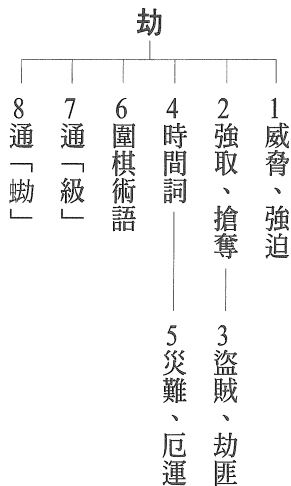 劫
1威脅、強迫
2強取、搶奪
3盜賊、劫匪
4時間詞
5災難、厄運
6圍棋術語
7通「級」
8通「蜐」